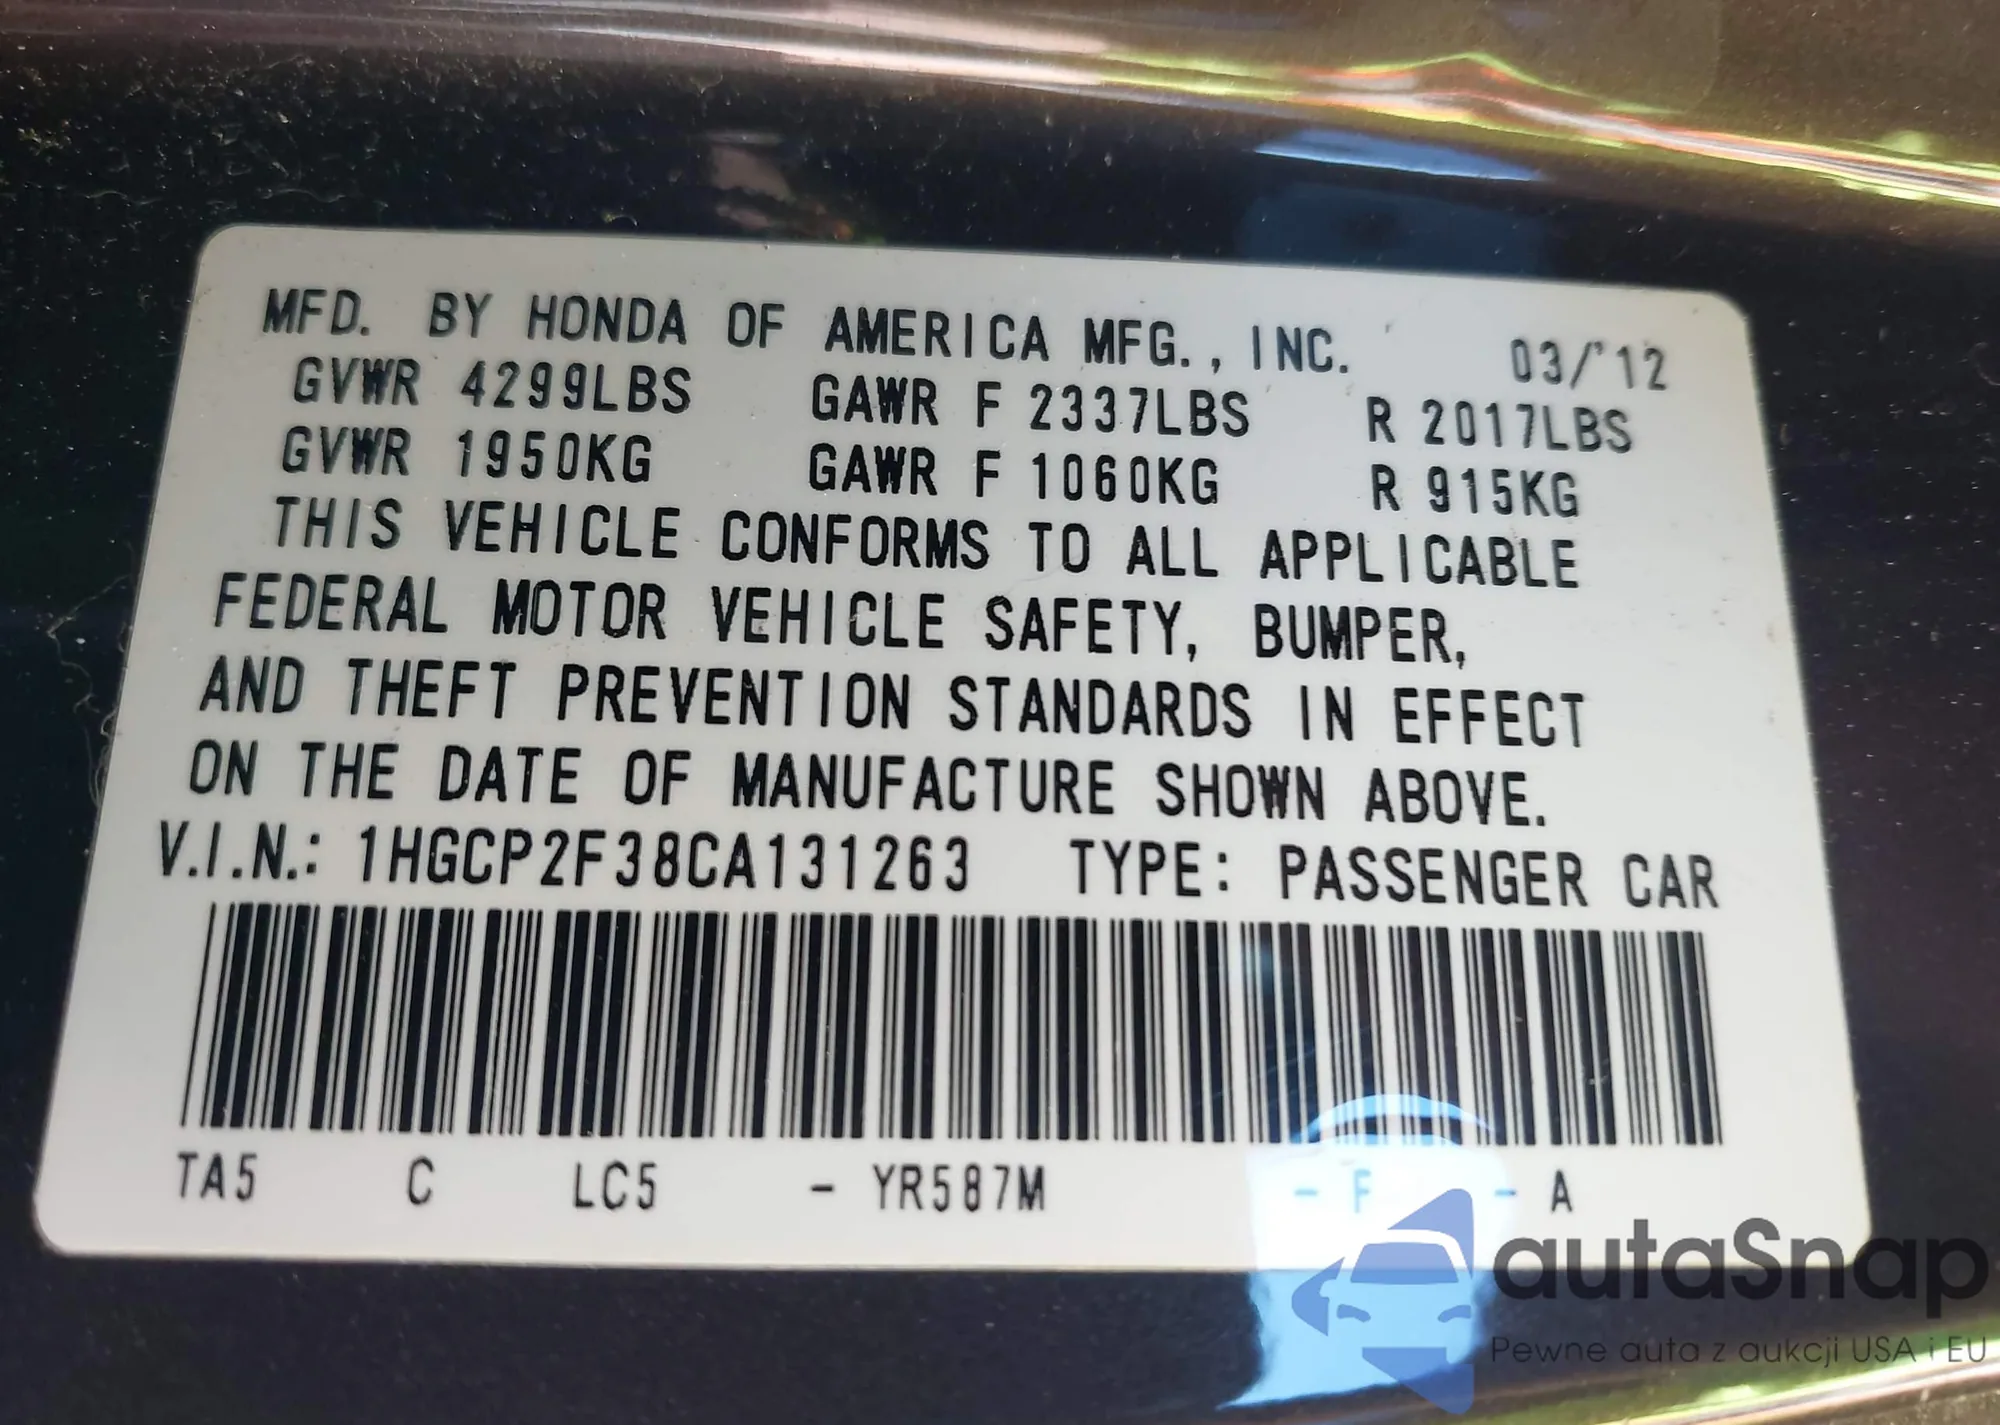 MFD. BY HONDA OF AMERICA MFG., INC. 03/'12
GVWR 4299LBS GAWR F 2337LBS R 2017LBS
GVWR 1950KG GAWR F 1060KG R 915KG
THIS VEHICLE CONFORMS TO ALL APPLICABLE
FEDERAL MOTOR VEHICLE SAFETY, BUMPER,
AND THEFT PREVENTION STANDARDS IN EFFECT
ON THE DATE OF MANUFACTURE SHOWN ABOVE.
V.I.N.: 1HGCP2F38CA131263 TYPE: PASSENGER CAR
TA5 C LC5 - YR587M - - A
autaSnap
Pewne auta z aukcji USA i EU